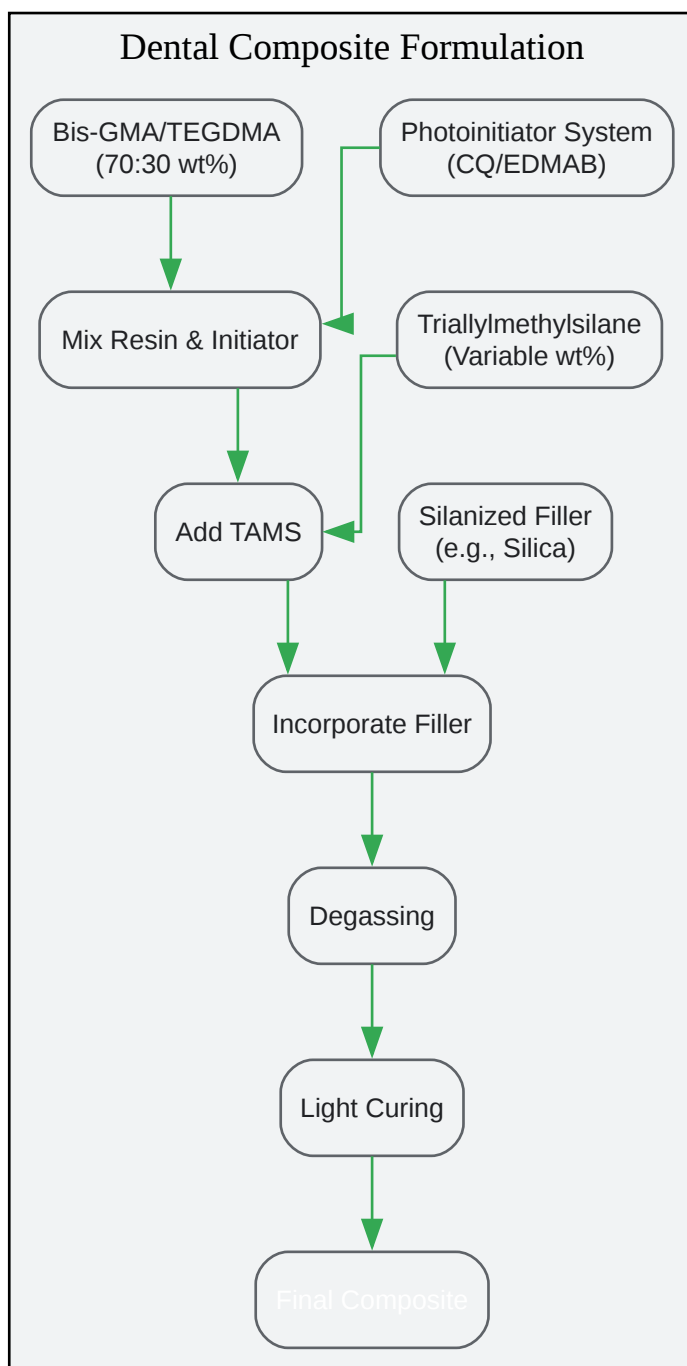 Dental Composite Formulation
Bis-GMA/TEGDMA
(70:30 wt%)
Photoinitiator System
(CQ/EDMAB)
Mix Resin & Initiator
Triallylmethylsilane
(Variable wt%)
Add TAMS
Silanized Filler
(e.g., Silica)
Incorporate Filler
Degassing
Light Curing
Final Composite